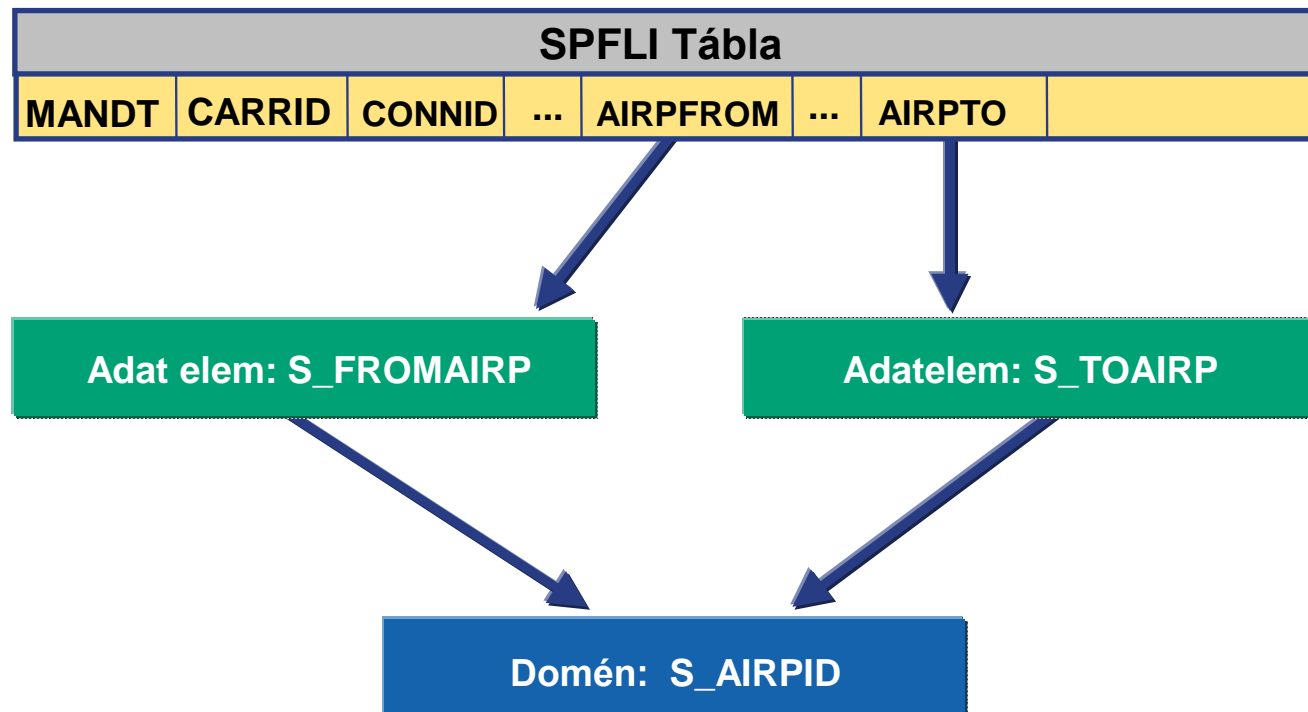 SPFLI Tábla
MANDT CARRID CONNID ... AIRPFROM ... AIRPTO
Adat elem: S_FROMAIRP
Adatelem: S_TOAIRP
Domén: S_AIRPID